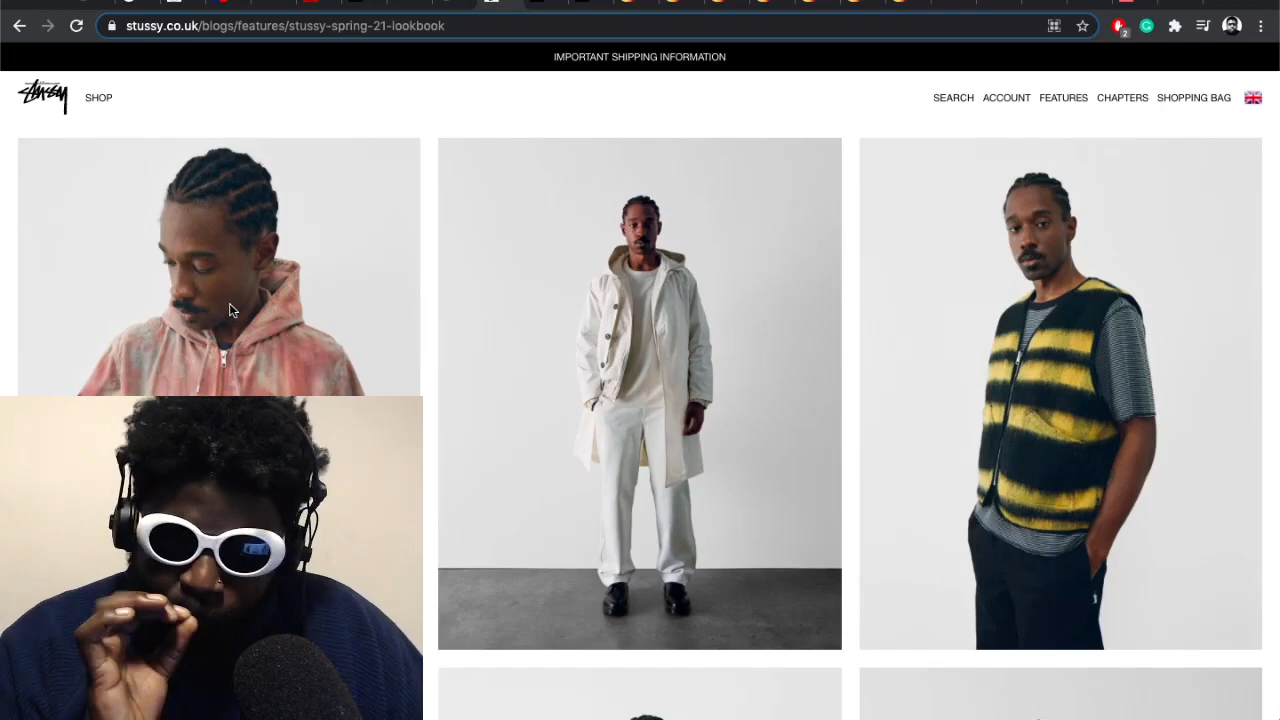 stussy.co.uk/blogs/features/stussy-spring-21-lookbook
2
IMPORTANT SHIPPING INFORMATION
Stüssy
SHOP
SEARCH ACCOUNT FEATURES CHAPTERS SHOPPING BAG